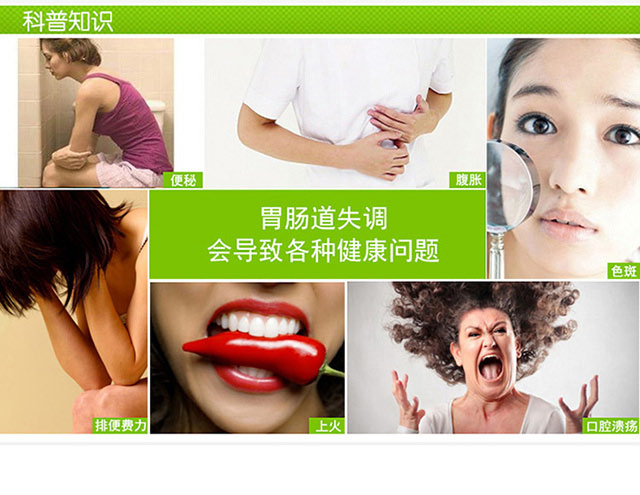 科普知识
便秘
腹胀
胃肠道失调
会导致各种健康问题
色斑
排便费力
上火
口腔溃疡